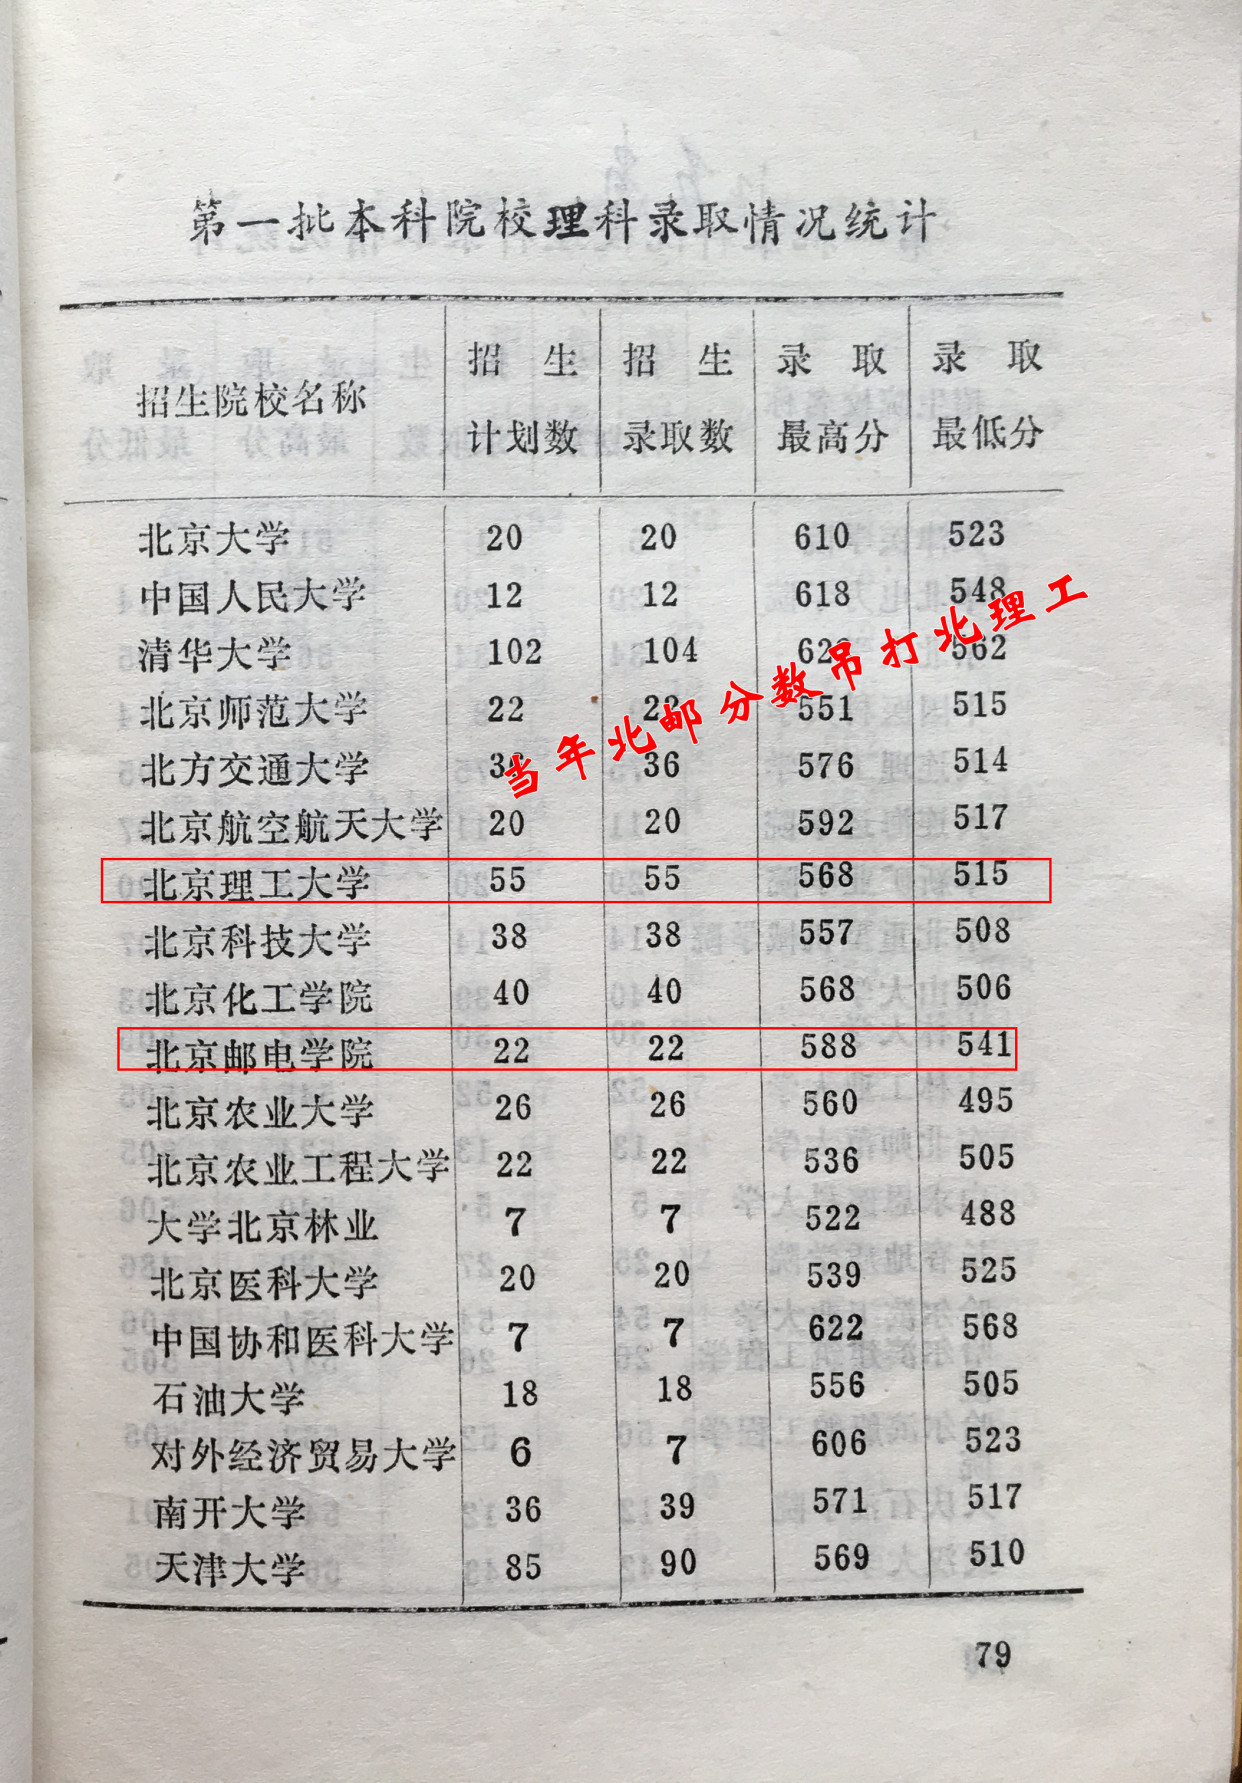 第一批本科院校理科录取情况统计
招生院校名称 招生计划数 招生录取数 录取最高分 录取最低分
北京大学 20 20 610 523
中国人民大学 12 12 618 548
清华大学 102 104 562
北京师范大学 22 22 551 515
北方交通大学 36 36 576 514
北京航空航天大学 20 20 592 517
北京理工大学 55 55 568 515
北京科技大学 38 38 557 508
北京化工学院 40 40 568 506
北京邮电学院 22 22 588 541
北京农业大学 26 26 560 495
北京农业工程大学 22 22 536 505
大学北京林业 7 7 522 488
北京医科大学 20 20 539 525
中国协和医科大学 7 7 622 568
石油大学 18 18 556 505
对外经济贸易大学 6 7 606 523
南开大学 36 39 571 517
天津大学 85 90 569 510
当年北邮分数吊打北理工
79